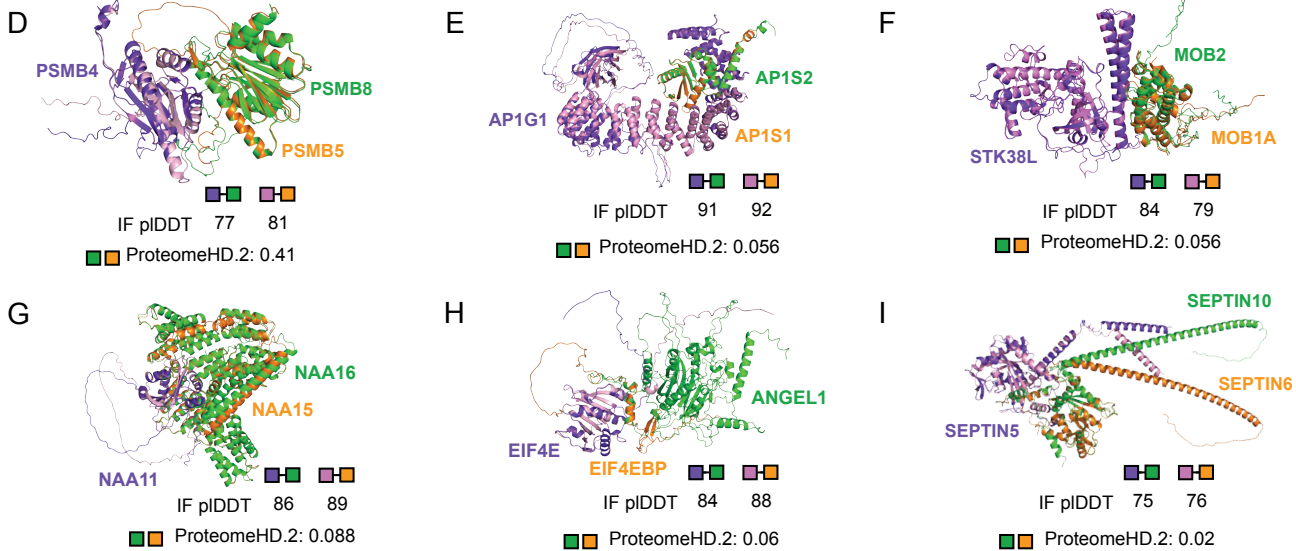 D
PSMB4
PSMB8
PSMB5
IF plDDT 77 81
ProteomeHD.2: 0.41
E
AP1S2
AP1G1
AP1S1
IF plDDT 91 92
ProteomeHD.2: 0.056
F
MOB2
MOB1A
STK38L
IF plDDT 84 79
ProteomeHD.2: 0.056
G
NAA16
NAA15
NAA11
IF plDDT 86 89
ProteomeHD.2: 0.088
H
ANGEL1
EIF4E
EIF4EBP
IF plDDT 84 88
ProteomeHD.2: 0.06
I
SEPTIN10
SEPTIN6
SEPTIN5
IF plDDT 75 76
ProteomeHD.2: 0.02